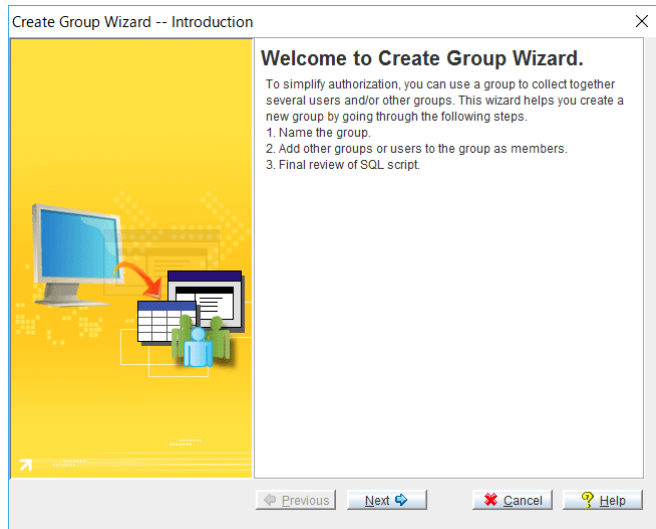 Create Group Wizard -- Introduction
Welcome to Create Group Wizard.
To simplify authorization, you can use a group to collect together
several users and/or other groups. This wizard helps you create a
new group by going through the following steps.
1. Name the group.
2. Add other groups or users to the group as members.
3. Final review of SQL script.
Previous Next Cancel Help